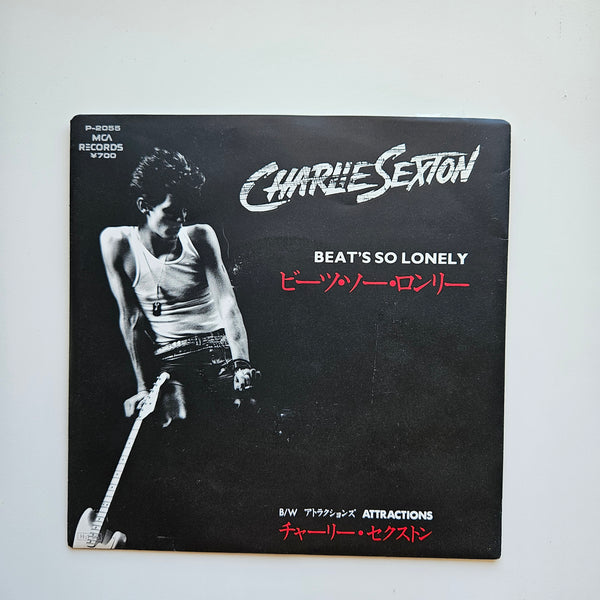 P-2055
MCA
RECORDS
¥700
CHARLIE SEXTON
BEAT'S SO LONELY
ビーツ・ソー・ロンリー
B/W アトラクションズ ATTRACTIONS
チャーリー・セクストン